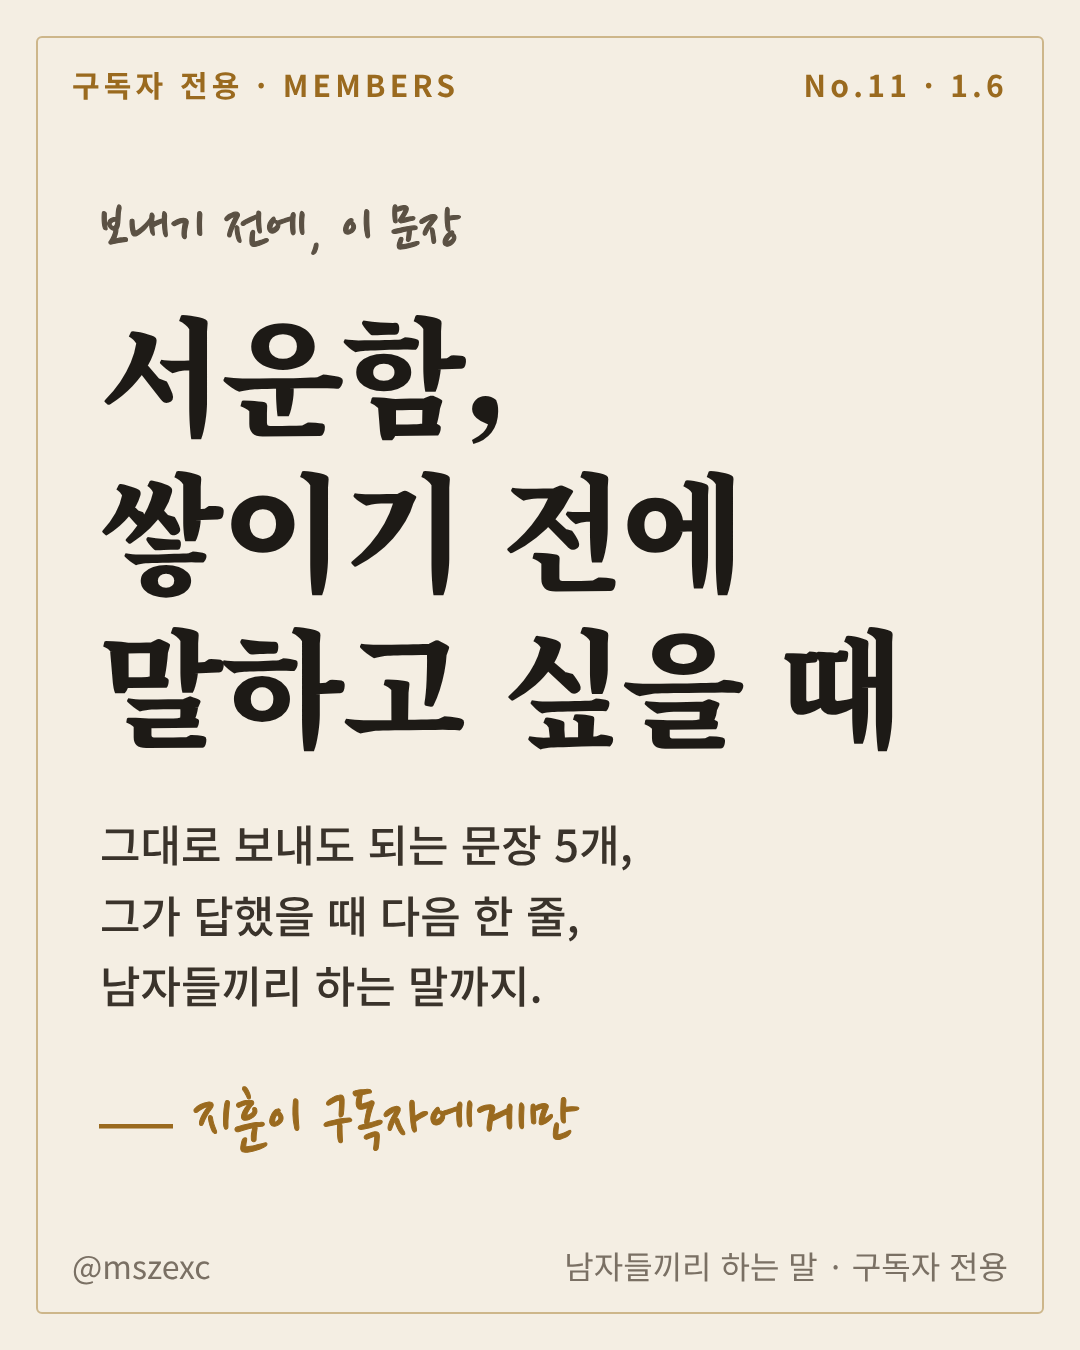 구독자 전용 · MEMBERS
No.11 · 1.6
보내기 전에, 이 문장
서운함,
쌓이기 전에
말하고 싶을 때
그대로 보내도 되는 문장 5개,
그가 답했을 때 다음 한 줄,
남자들끼리 하는 말까지.
지훈이 구독자에게만
@mszexc
남자들끼리 하는 말 · 구독자 전용